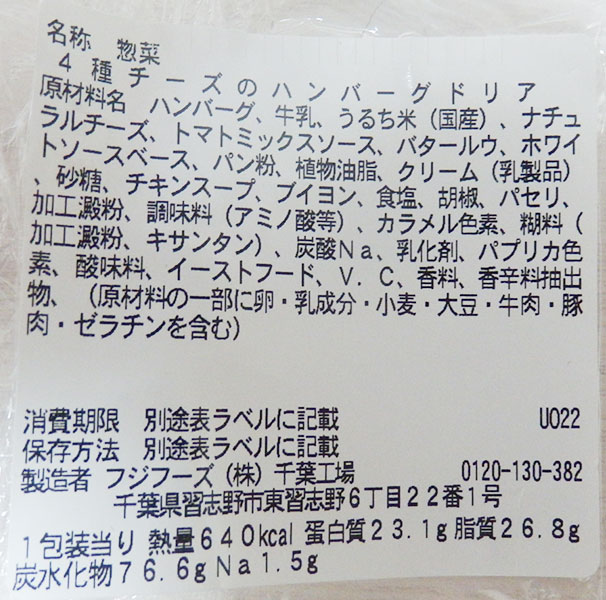 名称 惣菜
４種チーズのハンバーグドリア
原材料名 ハンバーグ、牛乳、うるち米（国産）、ナチュ
ラルチーズ、トマトミックスソース、バタールウ、ホワイ
トソースベース、パン粉、植物油脂、クリーム（乳製品）
、砂糖、チキンスープ、ブイヨン、食塩、胡椒、パセリ、
加工澱粉、調味料（アミノ酸等）、カラメル色素、糊料（
加工澱粉、キサンタン）、炭酸Ｎａ、乳化剤、パプリカ色
素、酸味料、イーストフード、Ｖ．Ｃ、香料、香辛料抽出
物、（原材料の一部に卵・乳成分・小麦・大豆・牛肉・豚
肉・ゼラチンを含む）
消費期限 別途表ラベルに記載 U022
保存方法 別途表ラベルに記載
製造者 フジフーズ（株）千葉工場 0120-130-382
千葉県習志野市東習志野６丁目２２番１号
１包装当り 熱量６４０kcal 蛋白質２３.１g 脂質２６.８g
炭水化物７６.６g Ｎａ１.５g